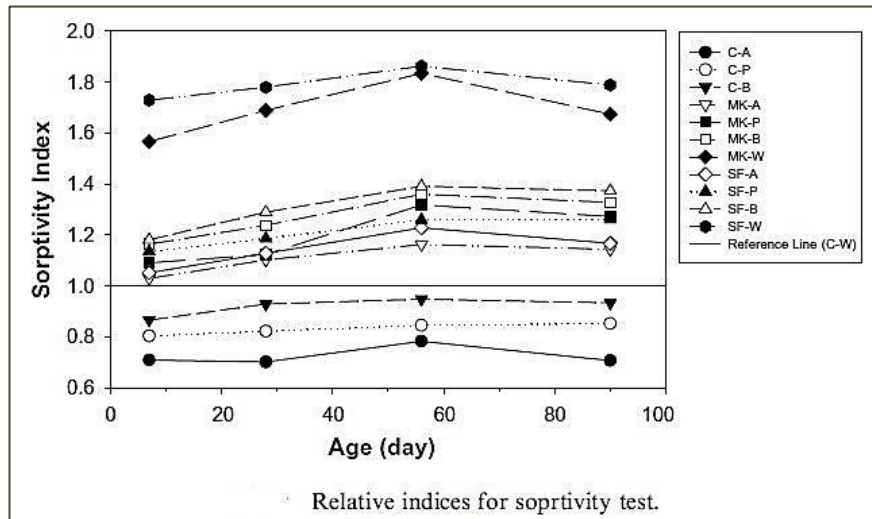 2.0
1.8
1.6
1.4
1.2
1.0
0.8
0.6
Sorptivity Index
0
20
40
60
80
100
Age (day)
C-A
C-P
C-B
MK-A
MK-P
MK-B
MK-W
SF-A
SF-P
SF-B
SF-W
Reference Line (C-W)
Relative indices for soprtivity test.